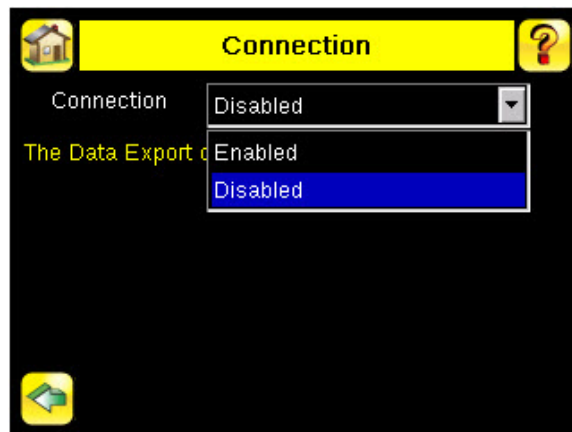 Connection
Connection Disabled
The Data Export
Enabled
Disabled